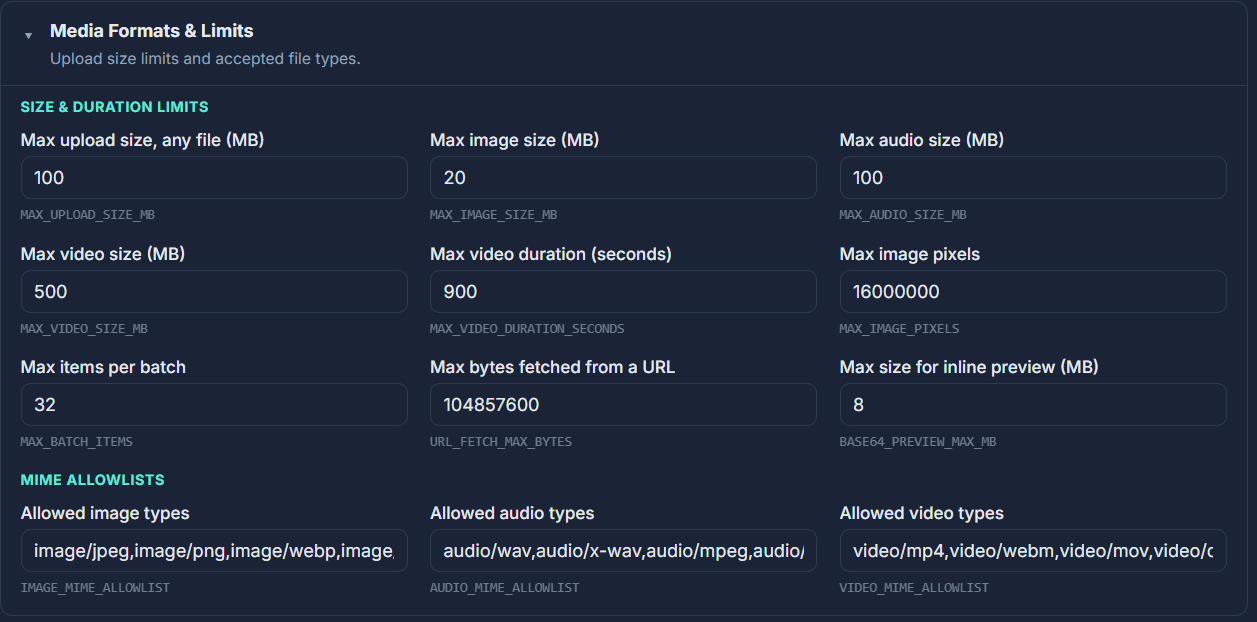 Media Formats & Limits
Upload size limits and accepted file types.
SIZE & DURATION LIMITS
Max upload size, any file (MB)
Max image size (MB)
Max audio size (MB)
100
20
100
MAX_UPLOAD_SIZE_MB
MAX_IMAGE_SIZE_MB
MAX_AUDIO_SIZE_MB
Max video size (MB)
Max video duration (seconds)
Max image pixels
500
900
16000000
MAX_VIDEO_SIZE_MB
MAX_VIDEO_DURATION_SECONDS
MAX_IMAGE_PIXELS
Max items per batch
Max bytes fetched from a URL
Max size for inline preview (MB)
32
104857600
8
MAX_BATCH_ITEMS
URL_FETCH_MAX_BYTES
BASE64_PREVIEW_MAX_MB
MIME ALLOWLISTS
Allowed image types
Allowed audio types
Allowed video types
image/jpeg,image/png,image/webp,image,
audio/wav,audio/x-wav,audio/mpeg,audio/
video/mp4,video/webm,video/mov,video/
IMAGE_MIME_ALLOWLIST
AUDIO_MIME_ALLOWLIST
VIDEO_MIME_ALLOWLIST